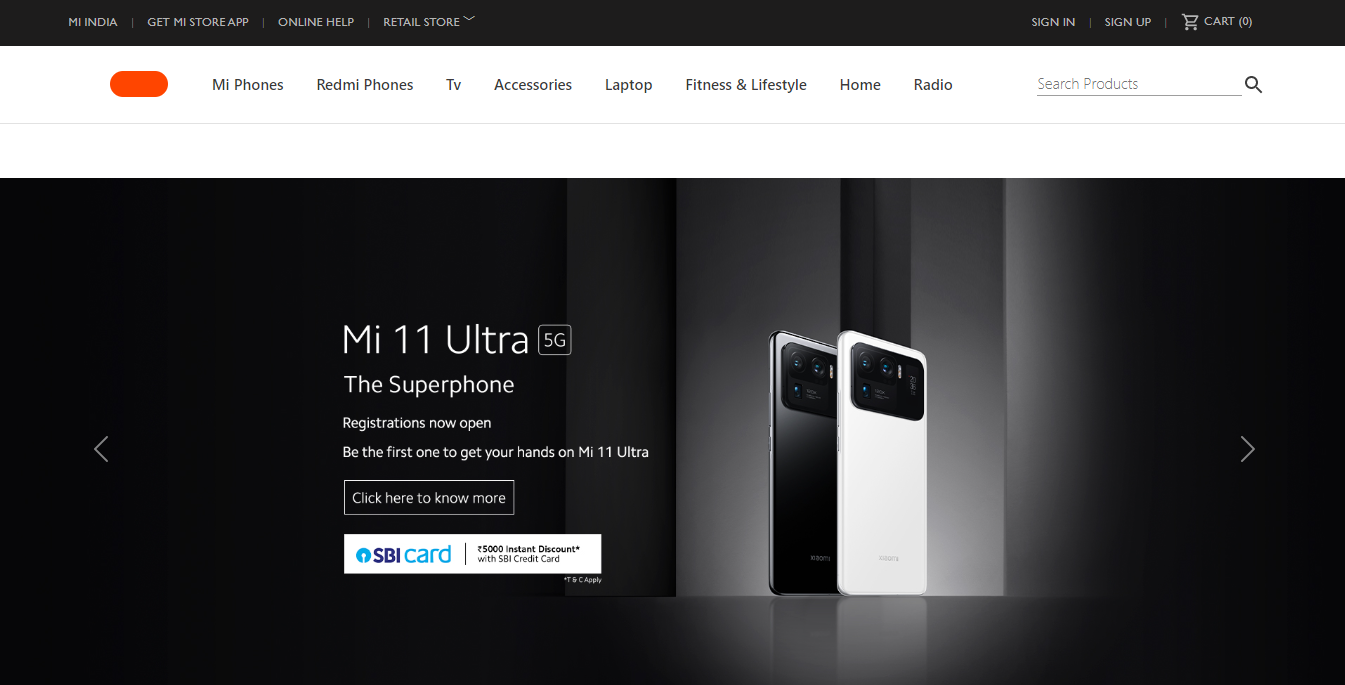 MI INDIA | GET MI STORE APP | ONLINE HELP | RETAIL STORE
SIGN IN | SIGN UP | CART (0)
Mi Phones Redmi Phones Tv Accessories Laptop Fitness & Lifestyle Home Radio
Search Products
Mi 11 Ultra 5G
The Superphone
Registrations now open
Be the first one to get your hands on Mi 11 Ultra
Click here to know more
SBI card
₹5000 Instant Discount*
with SBI Credit Card
*T & C Apply
xiaomi
xiaomi